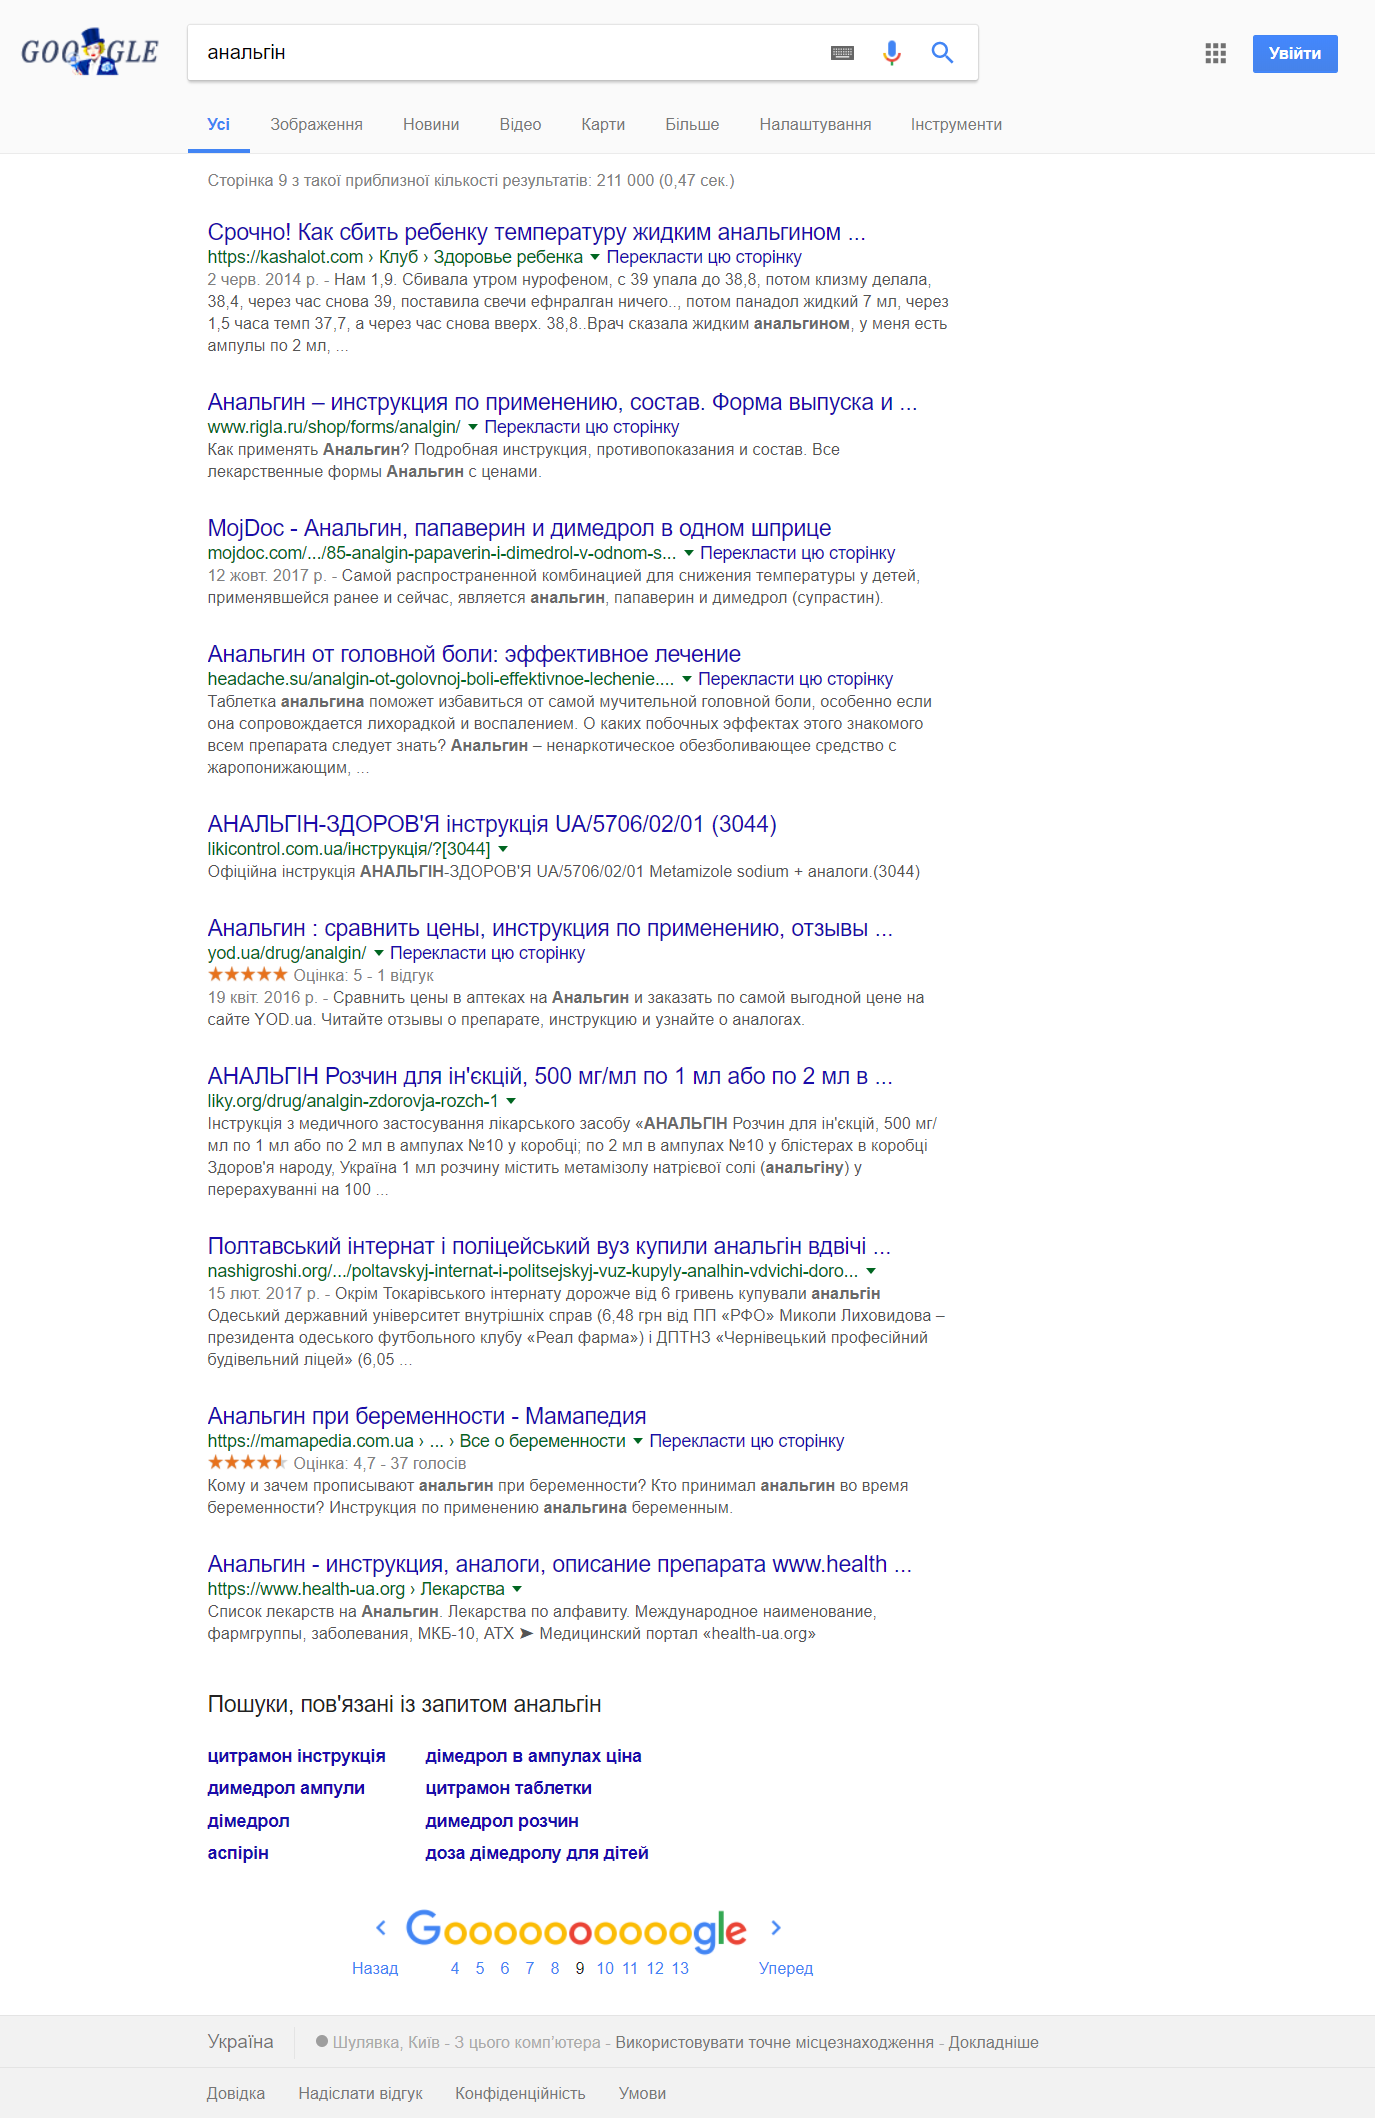 GOOGLE
анальгін
Увійти
Усі Зображення Новини Відео Карти Більше Налаштування Інструменти
Сторінка 9 з такої приблизної кількості результатів: 211 000 (0,47 сек.)
Срочно! Как сбить ребенку температуру жидким анальгином ...
https://kashalot.com › Клуб › Здоровье ребенка ▼ Перекласти цю сторінку
2 черв. 2014 р. - Нам 1,9. Сбивала утром нурофеном, с 39 упала до 38,8, потом клизму делала,
38,4, через час снова 39, поставила свечи ефнралган ничего.., потом панадол жидкий 7 мл, через
1,5 часа темп 37,7, а через час снова вверх. 38,8..Врач сказала жидким анальгином, у меня есть
ампулы по 2 мл, ...
Анальгин – инструкция по применению, состав. Форма выпуска и ...
www.rigla.ru/shop/forms/analgin/ ▼ Перекласти цю сторінку
Как применять Анальгин? Подробная инструкция, противопоказания и состав. Все
лекарственные формы Анальгин с ценами.
MojDoc - Анальгин, папаверин и димедрол в одном шприце
mojdoc.com/.../85-analgin-papaverin-i-dimedrol-v-odnom-s... ▼ Перекласти цю сторінку
12 жовт. 2017 р. - Самой распространенной комбинацией для снижения температуры у детей,
применявшейся ранее и сейчас, является анальгин, папаверин и димедрол (супрастин).
Анальгин от головной боли: эффективное лечение
headache.su/analgin-ot-golovnoj-boli-effektivnoe-lechenie.... ▼ Перекласти цю сторінку
Таблетка анальгина поможет избавиться от самой мучительной головной боли, особенно если
она сопровождается лихорадкой и воспалением. О каких побочных эффектах этого знакомого
всем препарата следует знать? Анальгин – ненаркотическое обезболивающее средство с
жаропонижающим, ...
АНАЛЬГІН-ЗДОРОВ'Я інструкція UA/5706/02/01 (3044)
likicontrol.com.ua/інструкція/?[3044] ▼
Офіційна інструкція АНАЛЬГІН-ЗДОРОВ'Я UA/5706/02/01 Metamizole sodium + аналоги.(3044)
Анальгин : сравнить цены, инструкция по применению, отзывы ...
yod.ua/drug/analgin/ ▼ Перекласти цю сторінку
Оцінка: 5 - 1 відгук
19 квіт. 2016 р. - Сравнить цены в аптеках на Анальгин и заказать по самой выгодной цене на
сайте YOD.ua. Читайте отзывы о препарате, инструкцию и узнайте о аналогах.
АНАЛЬГІН Розчин для ін'єкцій, 500 мг/мл по 1 мл або по 2 мл в ...
liky.org/drug/analgin-zdorovja-rozch-1 ▼
Інструкція з медичного застосування лікарського засобу «АНАЛЬГІН Розчин для ін'єкцій, 500 мг/
мл по 1 мл або по 2 мл в ампулах №10 у коробці; по 2 мл в ампулах №10 у блістерах в коробці
Здоров'я народу, Україна 1 мл розчину містить метамізолу натрієвої солі (анальгіну) у
перерахуванні на 100 ...
Полтавський інтернат і поліцейський вуз купили анальгін вдвічі ...
nashigroshi.org/.../poltavskyj-internat-i-politsejskyj-vuz-kupyly-analhin-vdvichi-doro... ▼
15 лют. 2017 р. - Окрім Токарівського інтернату дорожче від 6 гривень купували анальгін
Одеський державний університет внутрішніх справ (6,48 грн від ПП «РФО» Миколи Лиховидова –
президента одеського футбольного клубу «Реал фарма») і ДПТНЗ «Чернівецький професійний
будівельний ліцей» (6,05 ...
Анальгин при беременности - Мамапедия
https://mamapedia.com.ua › ... › Все о беременности ▼ Перекласти цю сторінку
Оцінка: 4,7 - 37 голосів
Кому и зачем прописывают анальгин при беременности? Кто принимал анальгин во время
беременности? Инструкция по применению анальгина беременным.
Анальгин - инструкция, аналоги, описание препарата www.health ...
https://www.health-ua.org › Лекарства ▼
Список лекарств на Анальгин. Лекарства по алфавиту. Международное наименование,
фармгруппы, заболевания, МКБ-10, АТХ ➤ Медицинский портал «health-ua.org»
Пошуки, пов'язані із запитом анальгін
цитрамон інструкція дімедрол в ампулах ціна
димедрол ампули цитрамон таблетки
дімедрол димедрол розчин
аспірін доза дімедролу для дітей
Goooooooooogle
Назад 4 5 6 7 8 9 10 11 12 13 Уперед
Україна Шулявка, Київ - З цього комп'ютера - Використовувати точне місцезнаходження - Докладніше
Довідка Надіслати відгук Конфіденційність Умови